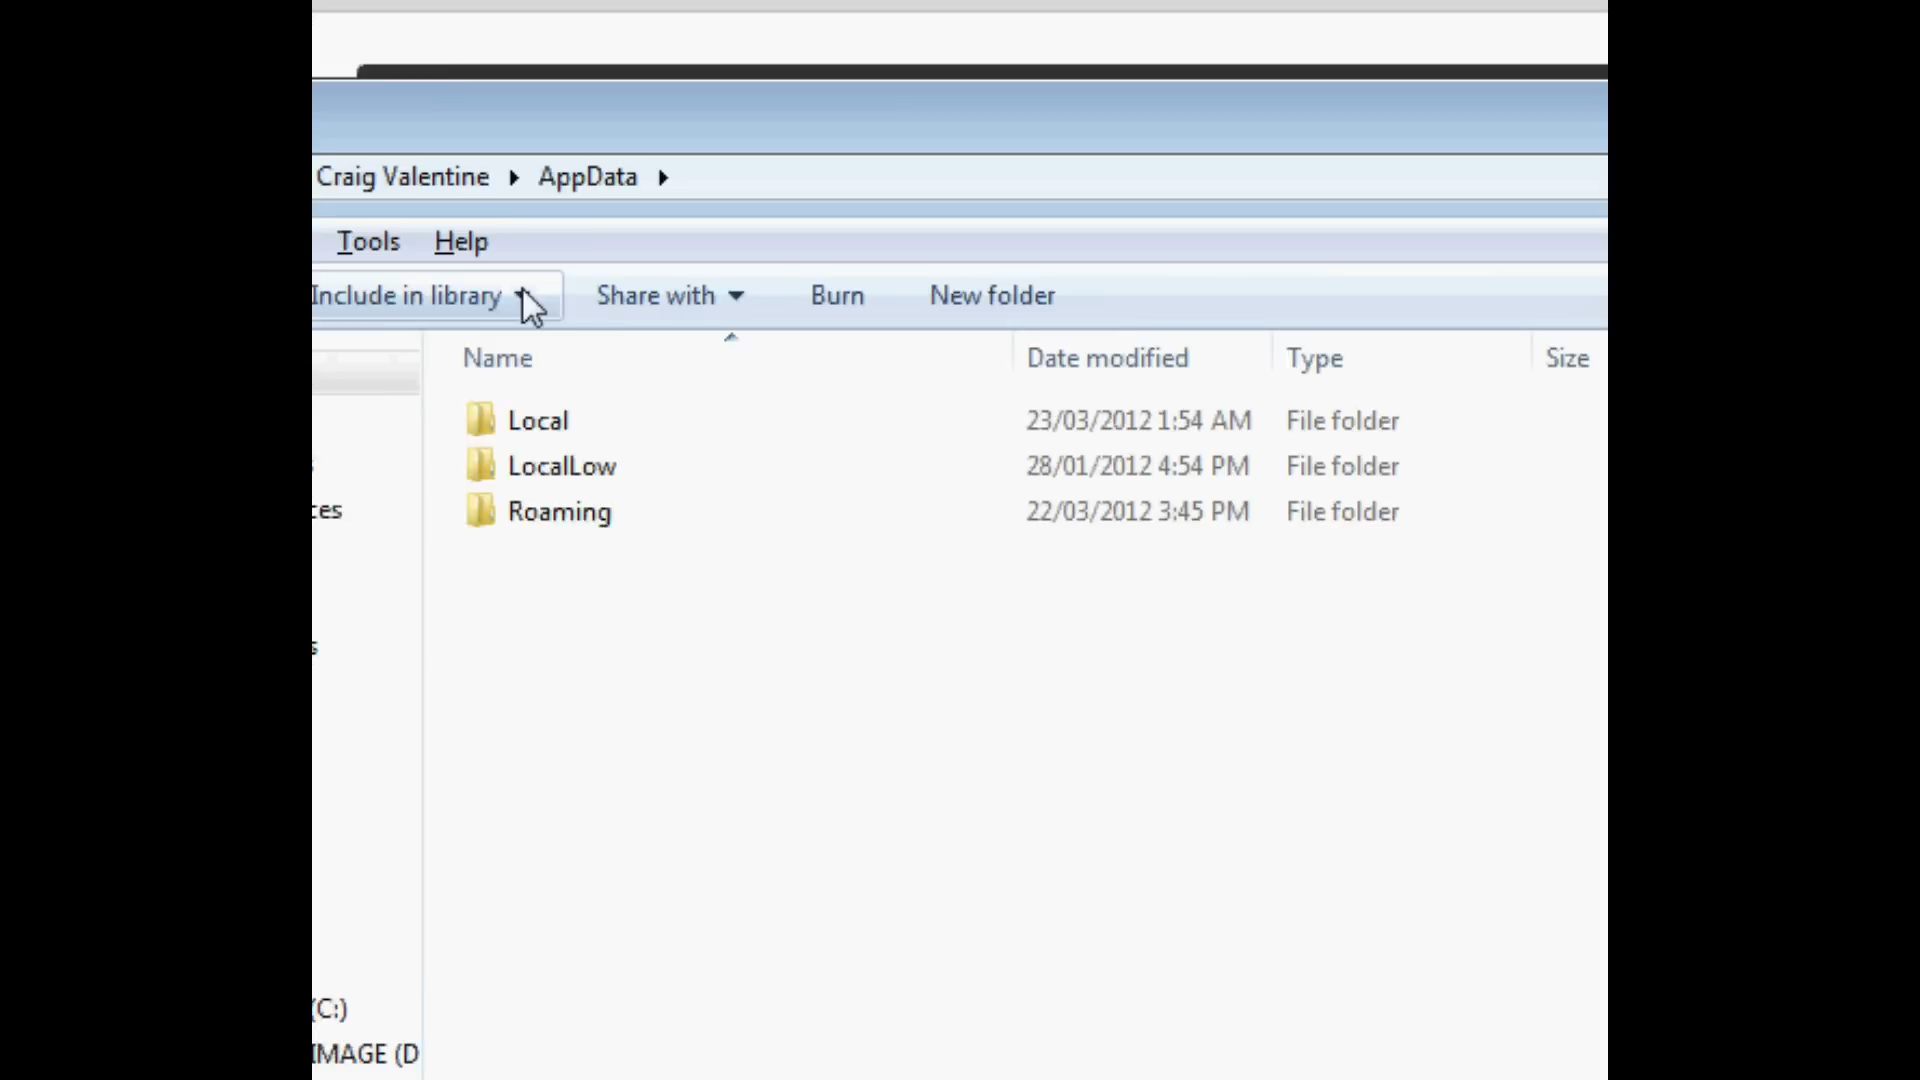 Craig Valentine AppData
Tools Help
Include in library Share with Burn New folder
Name Date modified Type Size
Local 23/03/2012 1:54 AM File folder
LocalLow 28/01/2012 4:54 PM File folder
Roaming 22/03/2012 3:45 PM File folder
(C:)
IMAGE (D